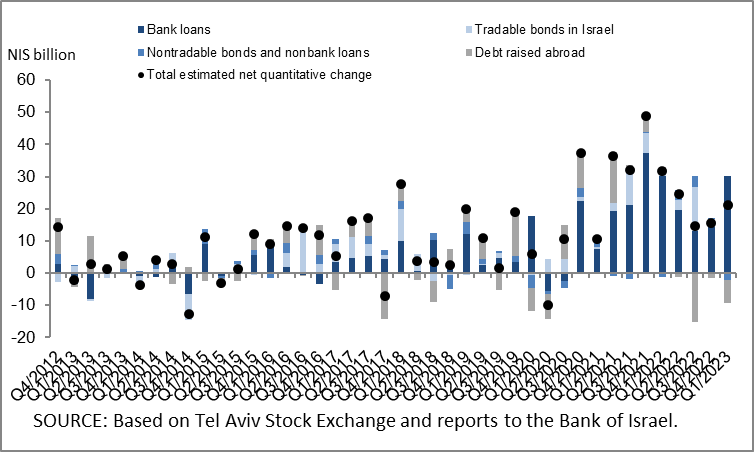 Bank loans
Tradable bonds in Israel
Nontradable bonds and nonbank loans
Debt raised abroad
Total estimated net quantitative change
NIS billion
60
50
40
30
20
10
0
-10
-20
Q4/2012
Q1/2013
Q2/2013
Q3/2013
Q4/2013
Q1/2014
Q2/2014
Q3/2014
Q4/2014
Q1/2015
Q2/2015
Q3/2015
Q4/2015
Q1/2016
Q2/2016
Q3/2016
Q4/2016
Q1/2017
Q2/2017
Q3/2017
Q4/2017
Q1/2018
Q2/2018
Q3/2018
Q4/2018
Q1/2019
Q2/2019
Q3/2019
Q4/2019
Q1/2020
Q2/2020
Q3/2020
Q4/2020
Q1/2021
Q2/2021
Q3/2021
Q4/2021
Q1/2022
Q2/2022
Q3/2022
Q4/2022
Q1/2023
SOURCE: Based on Tel Aviv Stock Exchange and reports to the Bank of Israel.